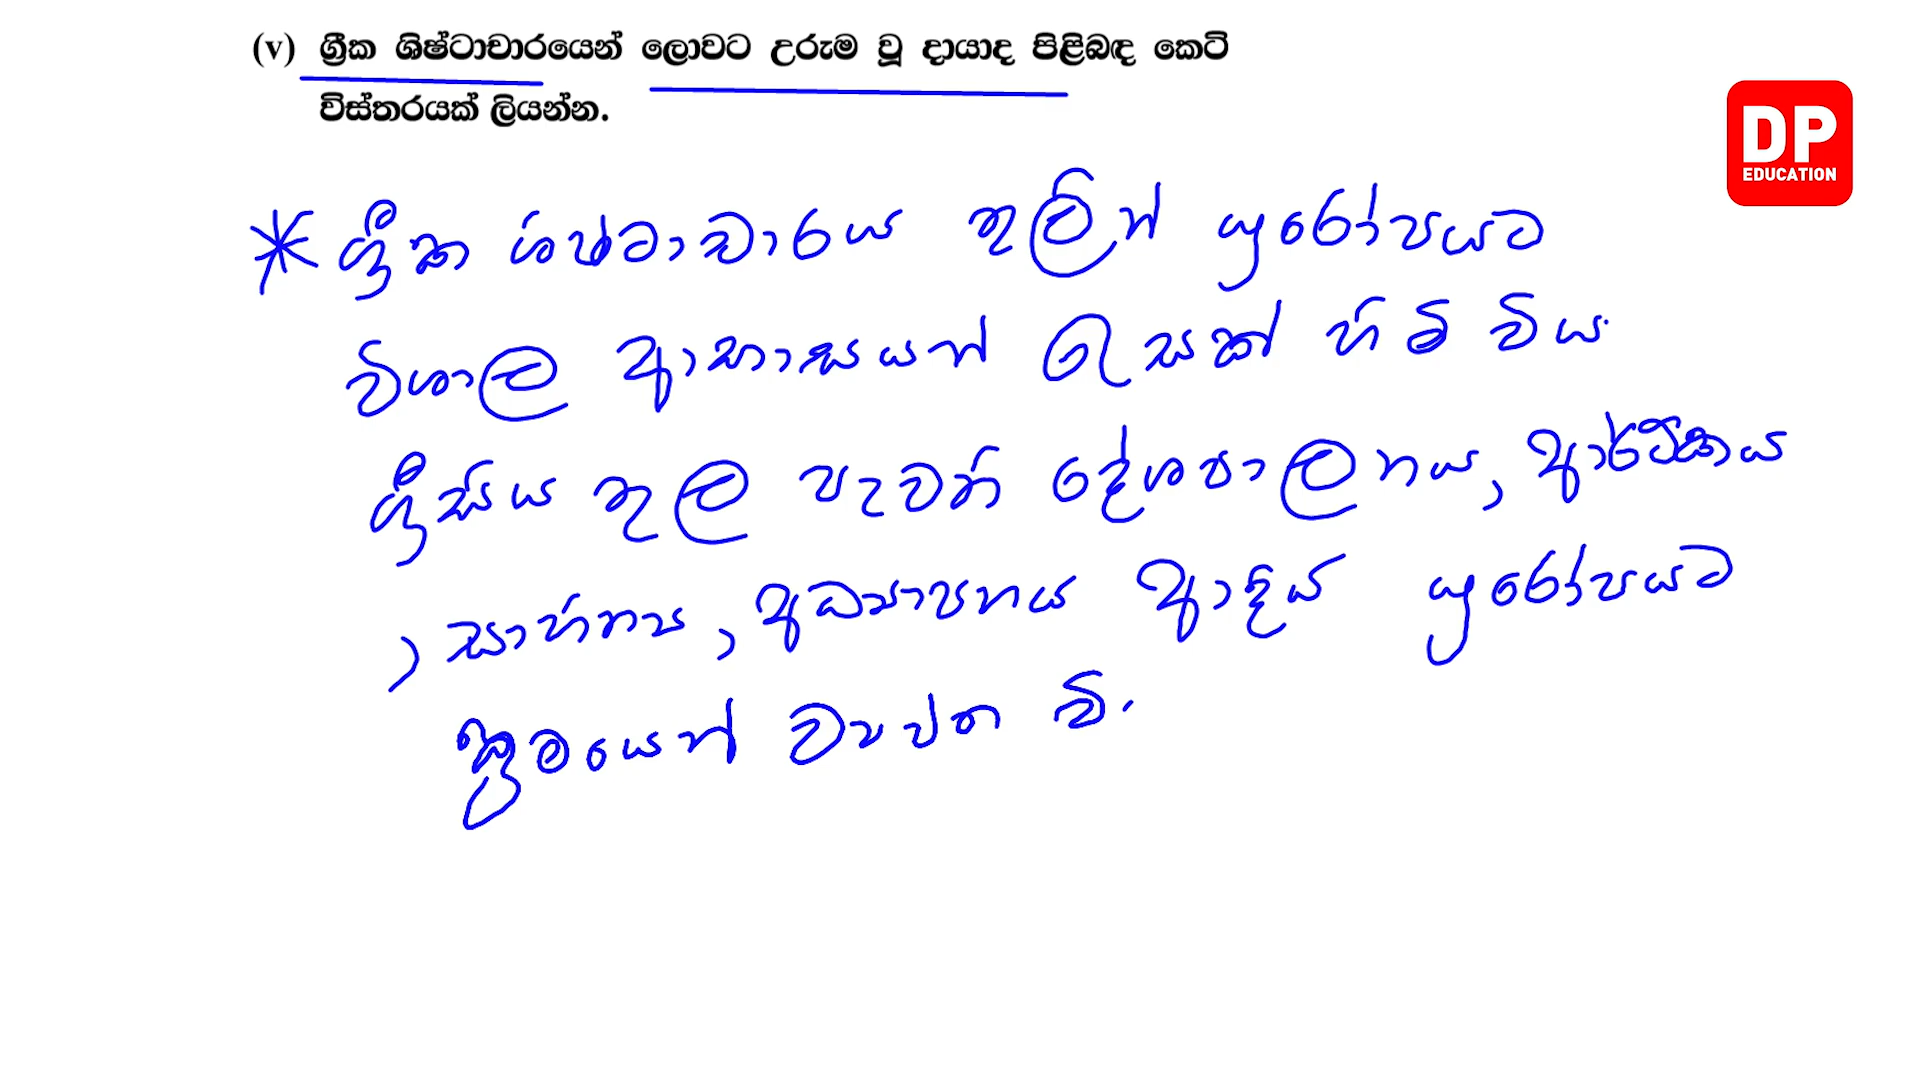 (v) ග්‍රීක ශිෂ්ටාචාරයෙන් ලොවට උරුම වූ දායාද පිළිබඳ කෙටි
විස්තරයක් ලියන්න.
DP
EDUCATION
* ග්‍රීක ශිෂ්ටාචාරය තුලින් යුරෝපයට
විශාල ආභාසයන් රැසක් හිමි විය.
ග්‍රීසිය තුල පැවති දේශපාලනය, ආර්ථිකය
, සාහිත්‍ය, අධ්‍යාපනය ආදිය යුරෝපයට
ක්‍රමයෙන් ව්‍යාප්ත වි.